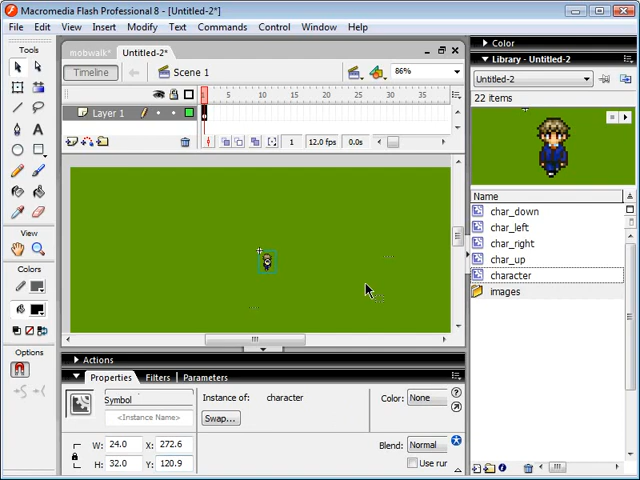 Macromedia Flash Professional 8 - [Untitled-2*]
File Edit View Insert Modify Text Commands Control Window Help
Tools
View
Colors
Options
mobwalk* Untitled-2*
Timeline Scene 1 86%
1 5 10 15 20 25 30 35
Layer 1
1 12.0 fps 0.0s
Actions
Properties Filters Parameters
Symbol
<Instance Name>
Instance of: character
Swap...
Color: None
Blend: Normal
Use run
W: 24.0 X: 272.6
H: 32.0 Y: 120.9
Color
Library - Untitled-2
Untitled-2
22 items
Name
char_down
char_left
char_right
char_up
character
images